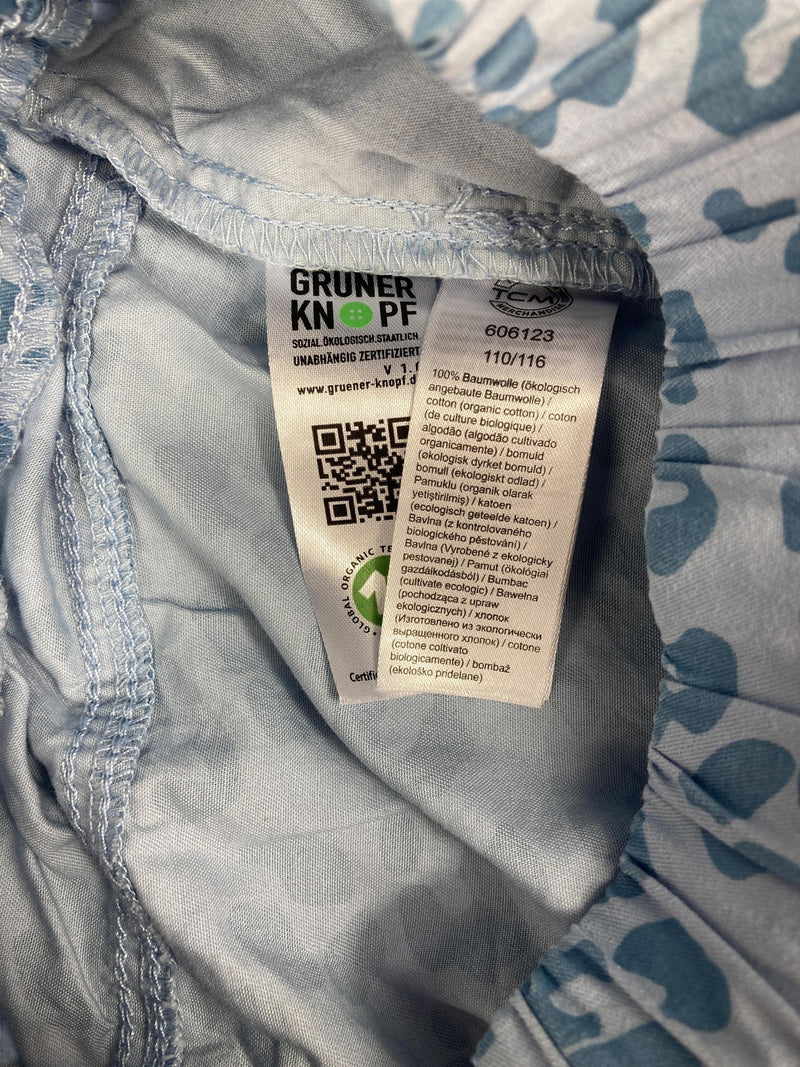 GRÜNER
KNOPF
SOZIAL.ÖKOLOGISCH.STAATLICH.
UNABHÄNGIG ZERTIFIZIERT
V 1.
www.gruener-knopf.d
GLOBAL ORGANIC TE
Certifi
TCM
MERCHANDI
606123
110/116
100% Baumwolle (ökologisch
angebaute Baumwolle) /
cotton (organic cotton) / coton
(de culture biologique) /
algodão (algodão cultivado
organicamente) / bomuld
(økologisk dyrket bomuld) /
bomull (ekologiskt odlad) /
Pamuklu (organik olarak
yetiştirilmiş) / katoen
(ecologisch geteelde katoen) /
Bavlna (z kontrolovaného
biologického pěstování) /
Bavlna (Vyrobené z ekologicky
pestovanej) / Pamut (ökológiai
gazdálkodásból) / Bumbac
(cultivate ecologic) / Bawełna
(pochodząca z upraw
ekologicznych) / хлопок
(Изготовлено из экологически
выращенного хлопок) / cotone
(cotone coltivato
biologicamente) / bombaž
(ekološko pridelane)